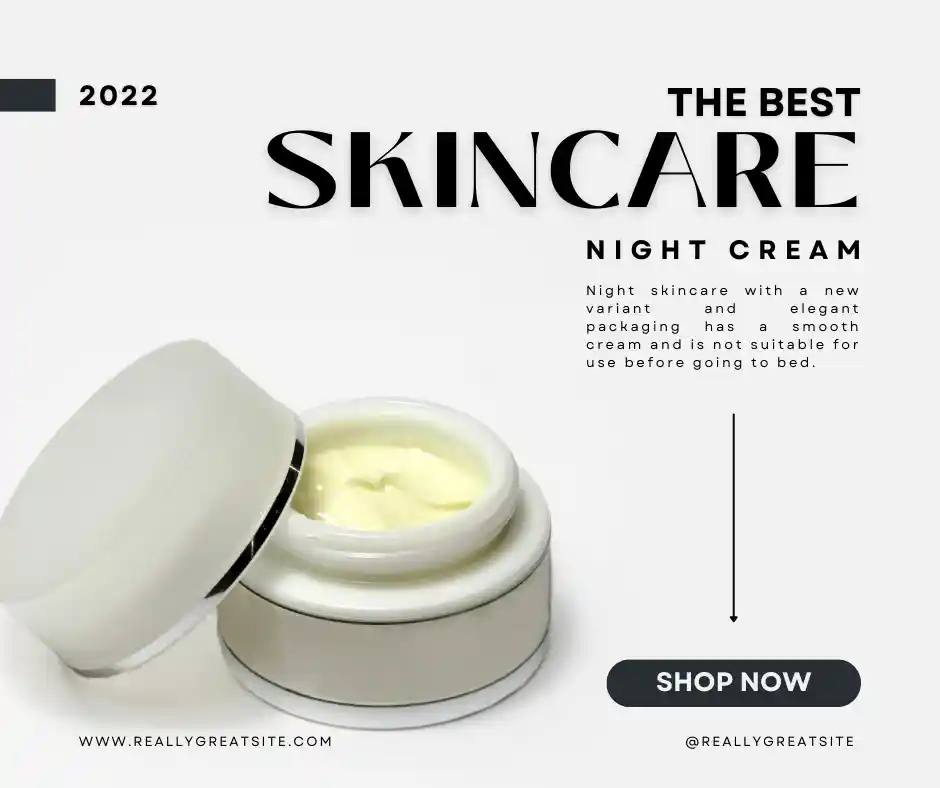 2022
THE BEST
SKINCARE
NIGHT CREAM
Night skincare with a new
variant and elegant
packaging has a smooth
cream and is not suitable for
use before going to bed.
SHOP NOW
WWW.REALLYGREATSITE.COM
@REALLYGREATSITE